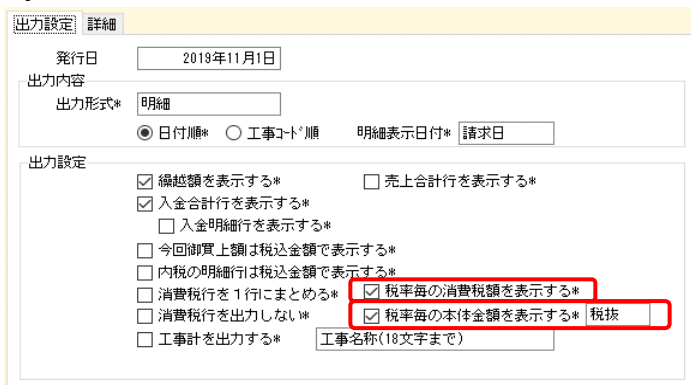 出力設定 詳細
発行日 2019年11月1日
出力内容
出力形式* 明細
日付順* 工事ｺｰﾄﾞ順 明細表示日付* 請求日
出力設定
繰越額を表示する* 売上合計行を表示する*
入金合計行を表示する*
入金明細行を表示する*
今回御買上額は税込金額で表示する*
内税の明細行は税込金額で表示する*
消費税行を１行にまとめる* 税率毎の消費税額を表示する*
消費税行を出力しない* 税率毎の本体金額を表示する* 税抜
工事計を出力する* 工事名称(18文字まで)